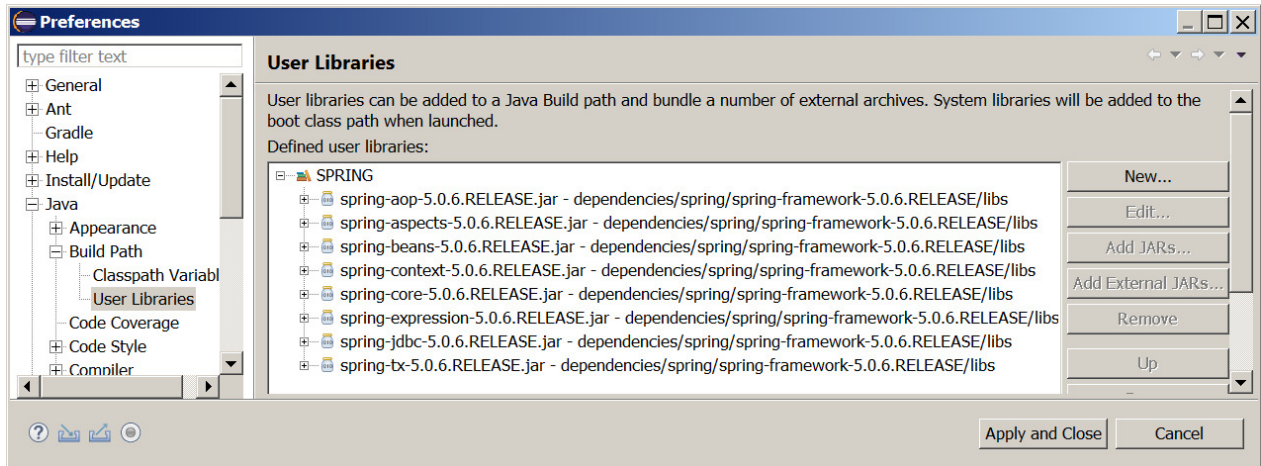 Preferences
type filter text
General
Ant
Gradle
Help
Install/Update
Java
Appearance
Build Path
Classpath Variabl
User Libraries
Code Coverage
Code Style
Compiler
User Libraries
User libraries can be added to a Java Build path and bundle a number of external archives. System libraries will be added to the
boot class path when launched.
Defined user libraries:
SPRING
spring-aop-5.0.6.RELEASE.jar - dependencies/spring/spring-framework-5.0.6.RELEASE/libs
spring-aspects-5.0.6.RELEASE.jar - dependencies/spring/spring-framework-5.0.6.RELEASE/libs
spring-beans-5.0.6.RELEASE.jar - dependencies/spring/spring-framework-5.0.6.RELEASE/libs
spring-context-5.0.6.RELEASE.jar - dependencies/spring/spring-framework-5.0.6.RELEASE/libs
spring-core-5.0.6.RELEASE.jar - dependencies/spring/spring-framework-5.0.6.RELEASE/libs
spring-expression-5.0.6.RELEASE.jar - dependencies/spring/spring-framework-5.0.6.RELEASE/libs
spring-jdbc-5.0.6.RELEASE.jar - dependencies/spring/spring-framework-5.0.6.RELEASE/libs
spring-tx-5.0.6.RELEASE.jar - dependencies/spring/spring-framework-5.0.6.RELEASE/libs
New...
Edit...
Add JARs...
Add External JARs...
Remove
Up
Apply and Close
Cancel